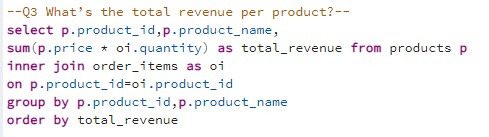 --Q3 What’s the total revenue per product?--
select p.product_id,p.product_name,
sum(p.price * oi.quantity) as total_revenue from products p
inner join order_items as oi
on p.product_id=oi.product_id
group by p.product_id,p.product_name
order by total_revenue